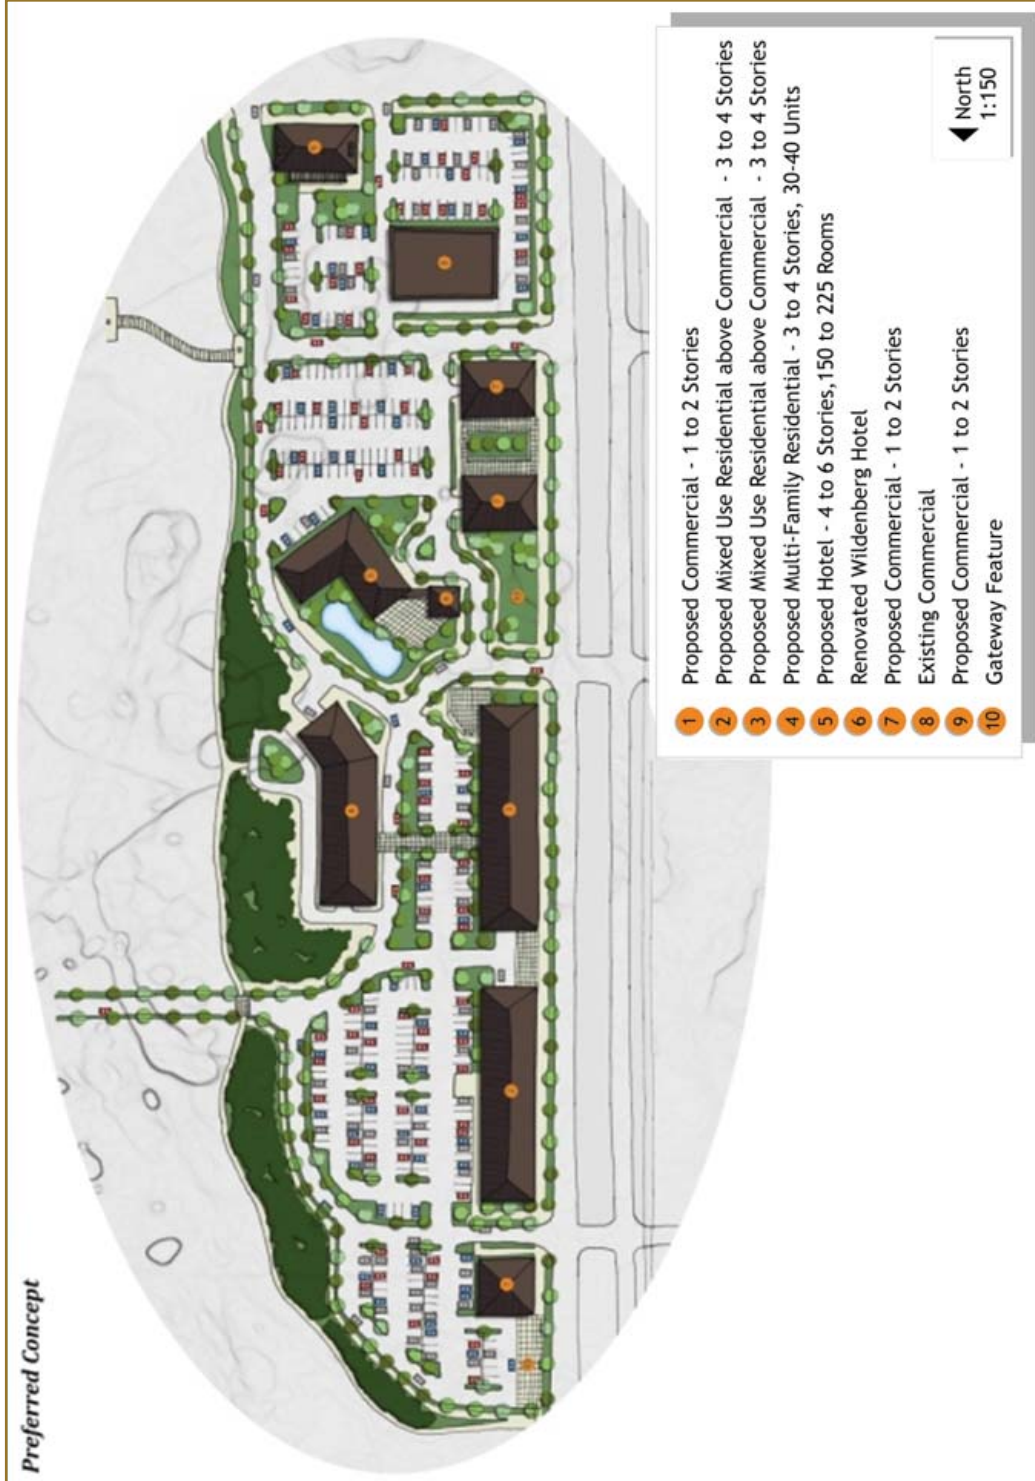 Preferred Concept
1 Proposed Commercial - 1 to 2 Stories
2 Proposed Mixed Use Residential above Commercial - 3 to 4 Stories
3 Proposed Mixed Use Residential above Commercial - 3 to 4 Stories
4 Proposed Multi-Family Residential - 3 to 4 Stories, 30-40 Units
5 Proposed Hotel - 4 to 6 Stories,150 to 225 Rooms
6 Renovated Wildenberg Hotel
7 Proposed Commercial - 1 to 2 Stories
8 Existing Commercial
9 Proposed Commercial - 1 to 2 Stories
10 Gateway Feature
North
1:150